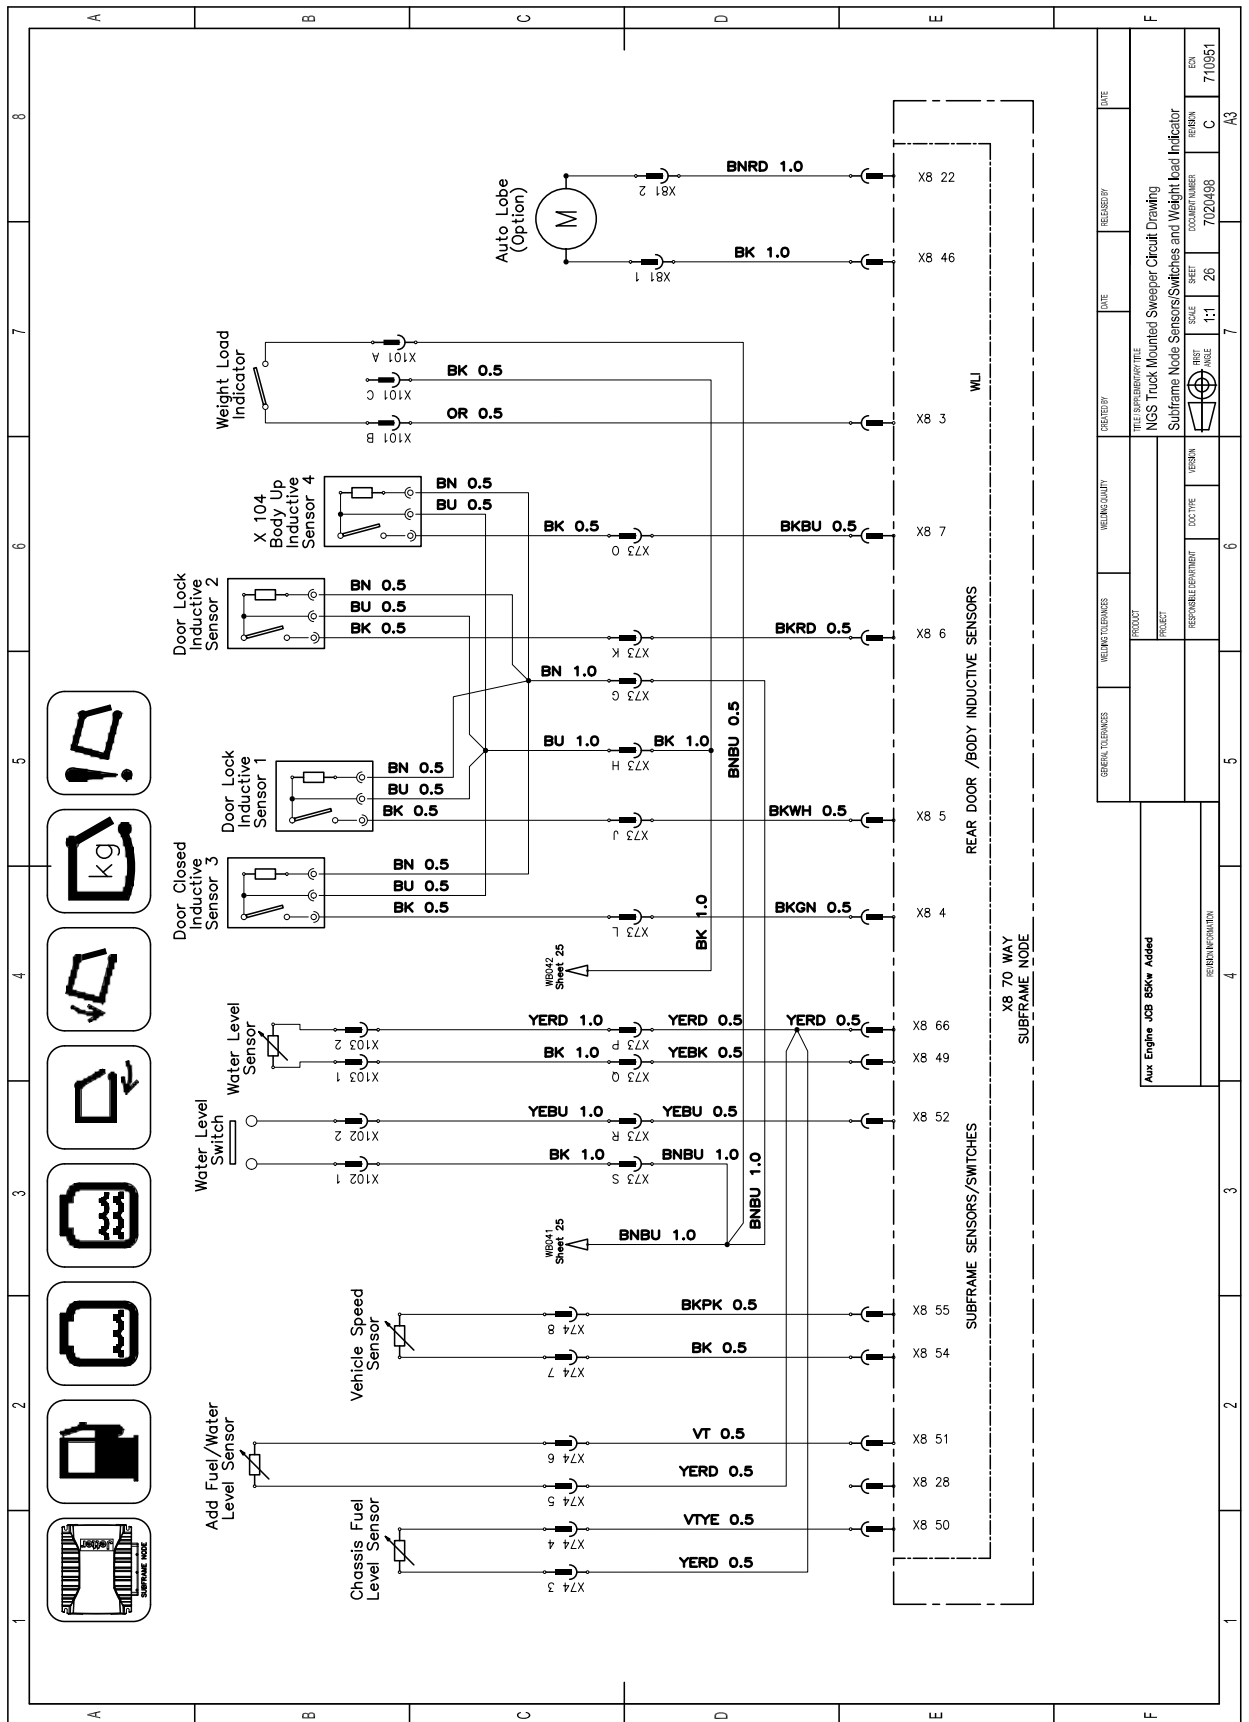 A
B
C
D
E
F
8
7
6
5
4
3
2
1
Auto Lobe
(Option)
M
X81 2
BNRD 1.0
X8 22
X81 1
BK 1.0
X8 46
Weight Load
Indicator
X101 A
X101 C
BK 0.5
X101 B
OR 0.5
X8 3
WLI
X 104
Body Up
Inductive
Sensor 4
BN 0.5
BU 0.5
BK 0.5
X73 O
BKBU 0.5
X8 7
Door Lock
Inductive
Sensor 2
BN 0.5
BU 0.5
BK 0.5
X73 K
BKRD 0.5
X8 6
BN 1.0
X73 G
BNBU 0.5
BU 1.0
X73 H
BK 1.0
Door Lock
Inductive
Sensor 1
BN 0.5
BU 0.5
BK 0.5
X73 J
BKWH 0.5
X8 5
REAR DOOR /BODY INDUCTIVE SENSORS
Door Closed
Inductive
Sensor 3
BN 0.5
BU 0.5
BK 0.5
X73 L
BKGN 0.5
X8 4
BK 1.0
WB042
Sheet 25
kg
Water Level
Sensor
X103 2
YERD 1.0
X73 P
YERD 0.5
YERD 0.5
X8 66
X103 1
BK 1.0
X73 Q
YEBK 0.5
X8 49
X8 70 WAY
SUBFRAME NODE
Water Level
Switch
X102 2
YEBU 1.0
X73 R
YEBU 0.5
X8 52
X102 1
BK 1.0
X73 S
BNBU 1.0
BNBU 1.0
WB041
Sheet 25
BNBU 1.0
SUBFRAME SENSORS/SWITCHES
Vehicle Speed
Sensor
X74 8
BKPK 0.5
X8 55
X74 7
BK 0.5
X8 54
Add Fuel/Water
Level Sensor
X74 6
VT 0.5
X8 51
X74 5
YERD 0.5
X8 28
Chassis Fuel
Level Sensor
X74 4
VTYE 0.5
X8 50
X74 3
YERD 0.5
Jetter
SUBFRAME NODE
GENERAL TOLERANCES
WELDING TOLERANCES
WELDING QUALITY
CREATED BY
DATE
RELEASED BY
DATE
PRODUCT
PROJECT
TITLE / SUPPLEMENTARY TITLE
NGS Truck Mounted Sweeper Circuit Drawing
Subframe Node Sensors/Switches and Weight load Indicator
RESPONSIBLE DEPARTMENT
DOC TYPE
VERSION
FIRST
ANGLE
SCALE
1:1
SHEET
26
DOCUMENT NUMBER
7020498
REVISION
C
ECN
710951
Aux Engine JCB 85Kw Added
REVISION INFORMATION
A3
1
2
3
4
5
6
7
A
B
C
D
E
F